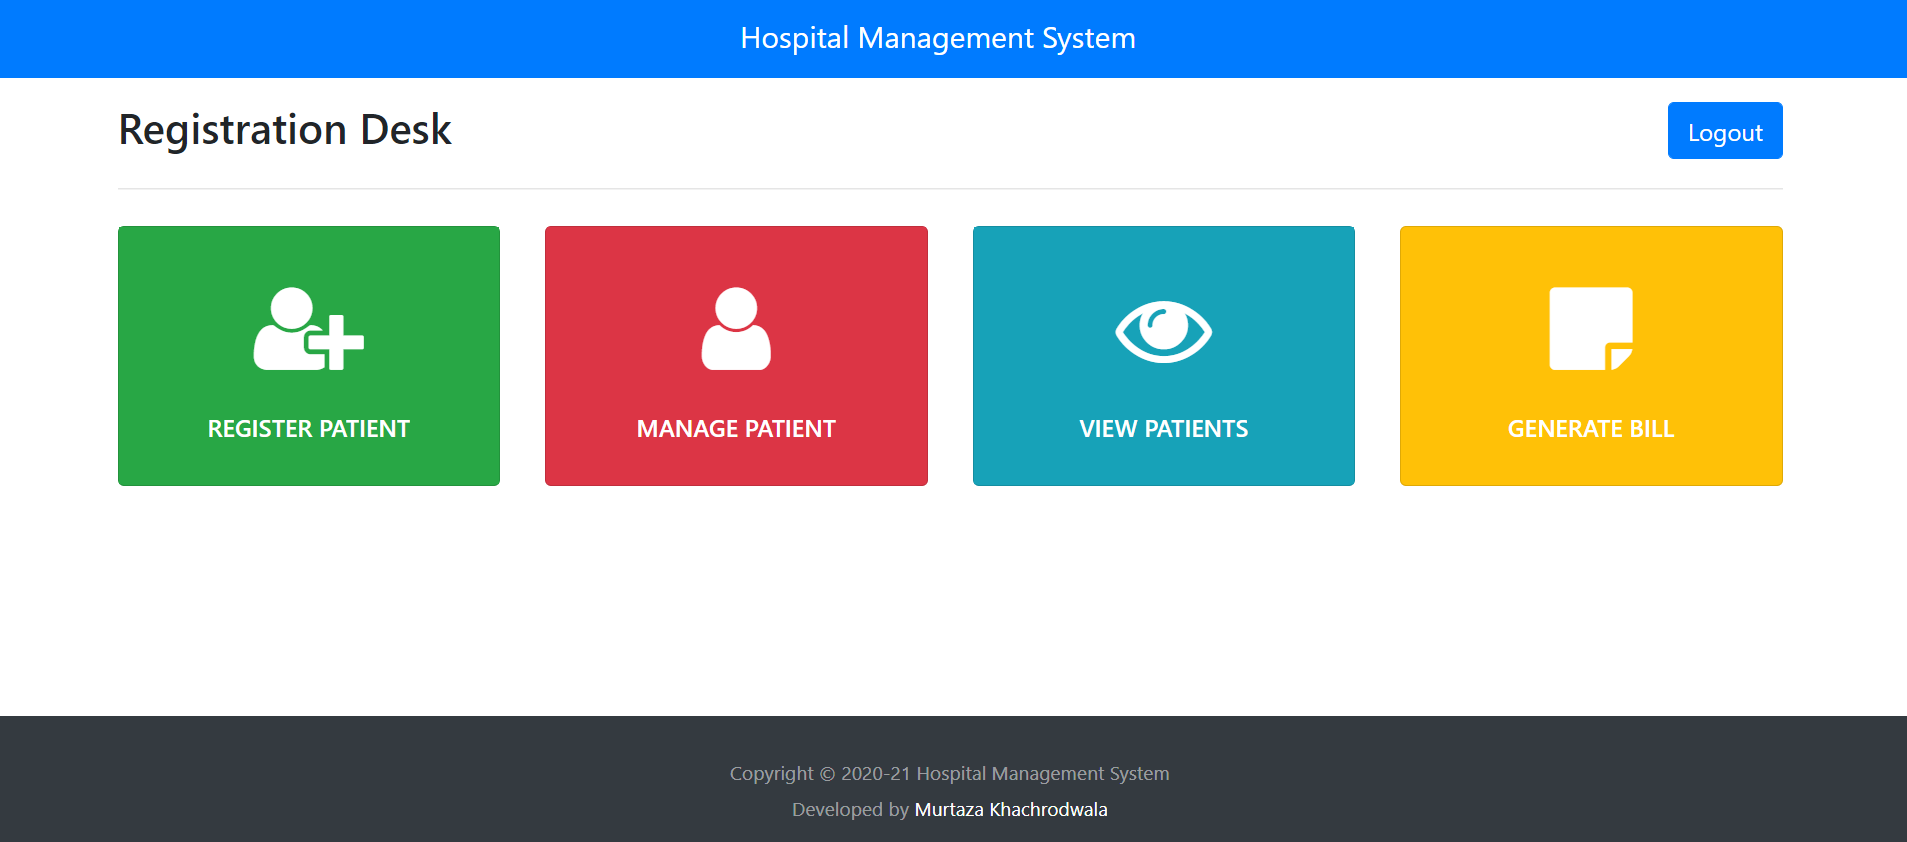 Hospital Management System
Registration Desk
Logout
REGISTER PATIENT
MANAGE PATIENT
VIEW PATIENTS
GENERATE BILL
Copyright © 2020-21 Hospital Management System
Developed by Murtaza Khachrodwala